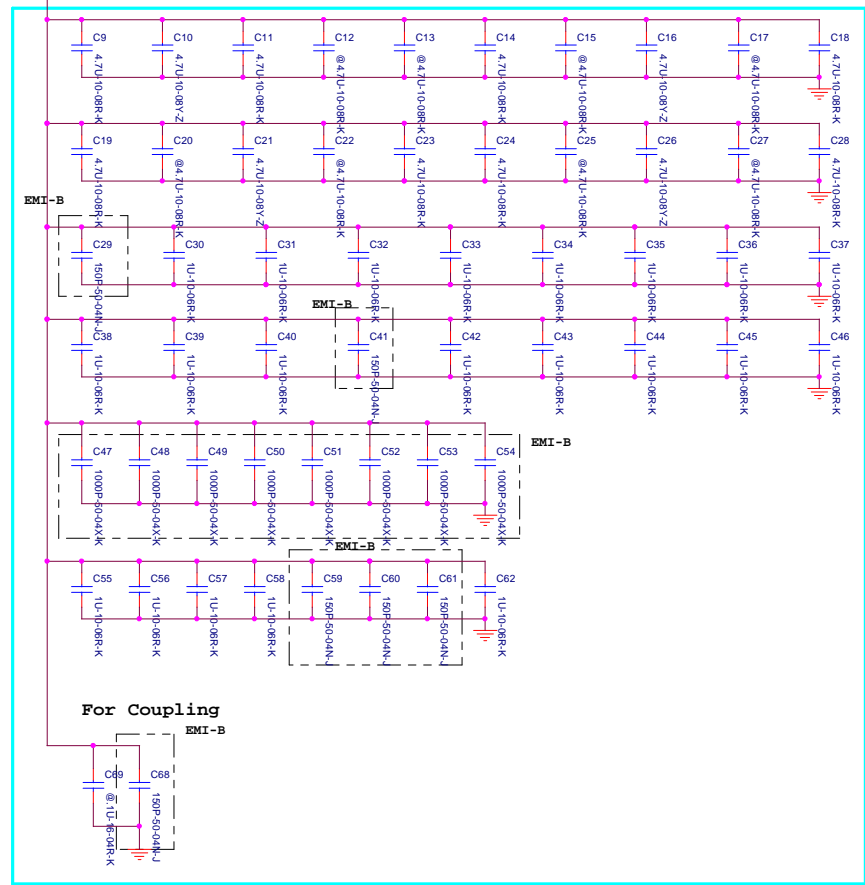 C9 C10 C11 C12 C13 C14 C15 C16 C17 C18
4.7U-10-08R-K 4.7U-10-08Y-Z 4.7U-10-08R-K @4.7U-10-08R-K @4.7U-10-08R-K 4.7U-10-08R-K @4.7U-10-08R-K 4.7U-10-08Y-Z @4.7U-10-08R-K 4.7U-10-08R-K
C19 C20 C21 C22 C23 C24 C25 C26 C27 C28
4.7U-10-08R-K @4.7U-10-08R-K 4.7U-10-08Y-Z @4.7U-10-08R-K 4.7U-10-08R-K 4.7U-10-08R-K @4.7U-10-08R-K 4.7U-10-08Y-Z @4.7U-10-08R-K 4.7U-10-08R-K
EMI-B
C29 C30 C31 C32 C33 C34 C35 C36 C37
150P-50-04N-J 1U-10-06R-K 1U-10-06R-K 1U-10-06R-K 1U-10-06R-K 1U-10-06R-K 1U-10-06R-K 1U-10-06R-K 1U-10-06R-K
EMI-B
C38 C39 C40 C41 C42 C43 C44 C45 C46
1U-10-06R-K 1U-10-06R-K 1U-10-06R-K 150P-50-04N-J 1U-10-06R-K 1U-10-06R-K 1U-10-06R-K 1U-10-06R-K 1U-10-06R-K
EMI-B
C47 C48 C49 C50 C51 C52 C53 C54
1000P-50-04X-K 1000P-50-04X-K 1000P-50-04X-K 1000P-50-04X-K 1000P-50-04X-K 1000P-50-04X-K 1000P-50-04X-K 1000P-50-04X-K
EMI-B
C55 C56 C57 C58 C59 C60 C61 C62
1U-10-06R-K 1U-10-06R-K 1U-10-06R-K 1U-10-06R-K 150P-50-04N-J 150P-50-04N-J 150P-50-04N-J 1U-10-06R-K
For Coupling
EMI-B
C69 C68
@.1U-16-04R-K 150P-50-04N-J